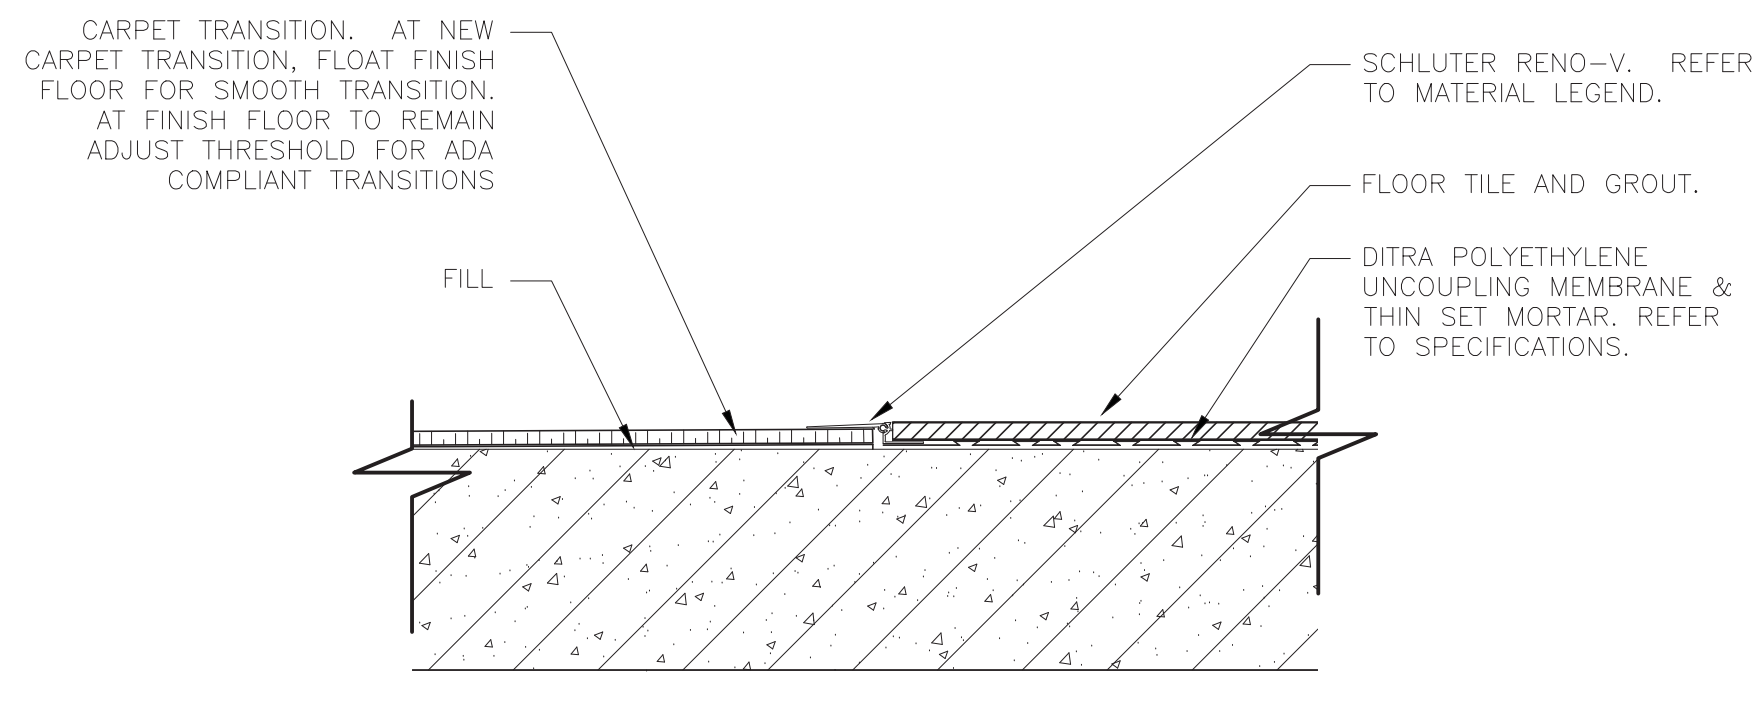 CARPET TRANSITION. AT NEW
CARPET TRANSITION, FLOAT FINISH
FLOOR FOR SMOOTH TRANSITION.
AT FINISH FLOOR TO REMAIN
ADJUST THRESHOLD FOR ADA
COMPLIANT TRANSITIONS
FILL
SCHLUTER RENO-V. REFER
TO MATERIAL LEGEND.
FLOOR TILE AND GROUT.
DITRA POLYETHYLENE
UNCOUPLING MEMBRANE &
THIN SET MORTAR. REFER
TO SPECIFICATIONS.